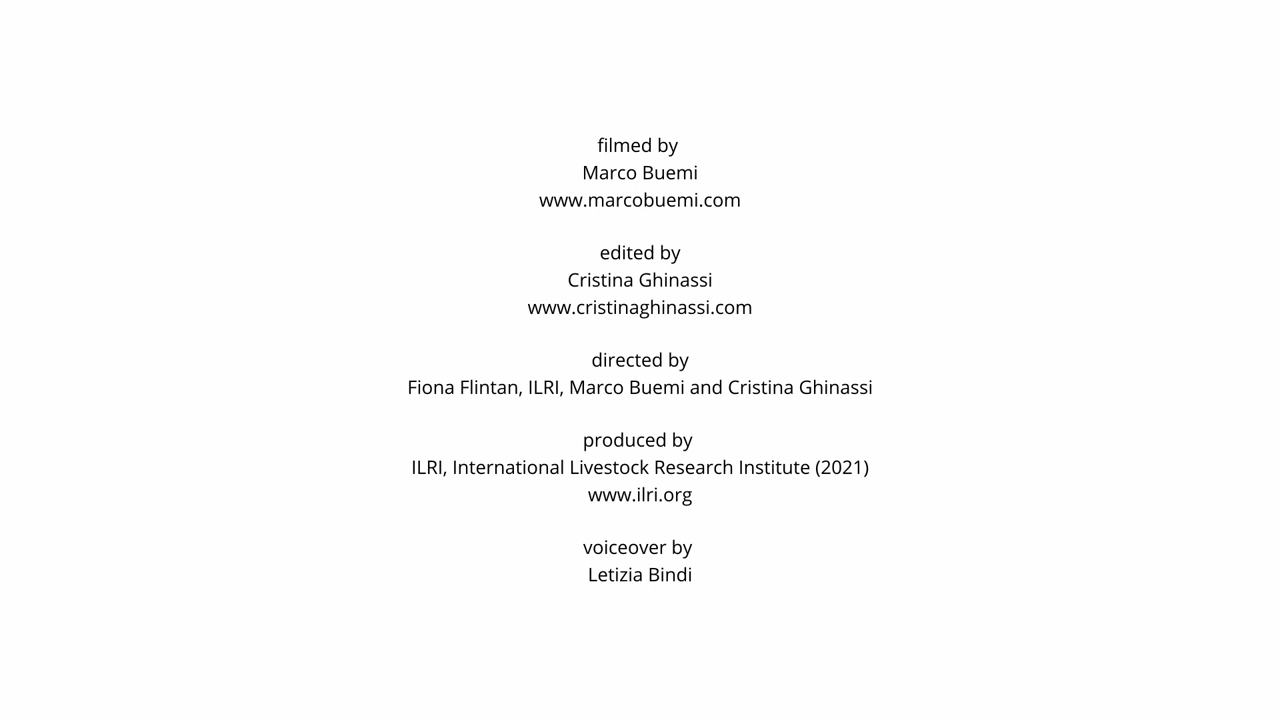 filmed by
Marco Buemi
www.marcobuemi.com
edited by
Cristina Ghinassi
www.cristinaghinassi.com
directed by
Fiona Flintan, ILRI, Marco Buemi and Cristina Ghinassi
produced by
ILRI, International Livestock Research Institute (2021)
www.ilri.org
voiceover by
Letizia Bindi